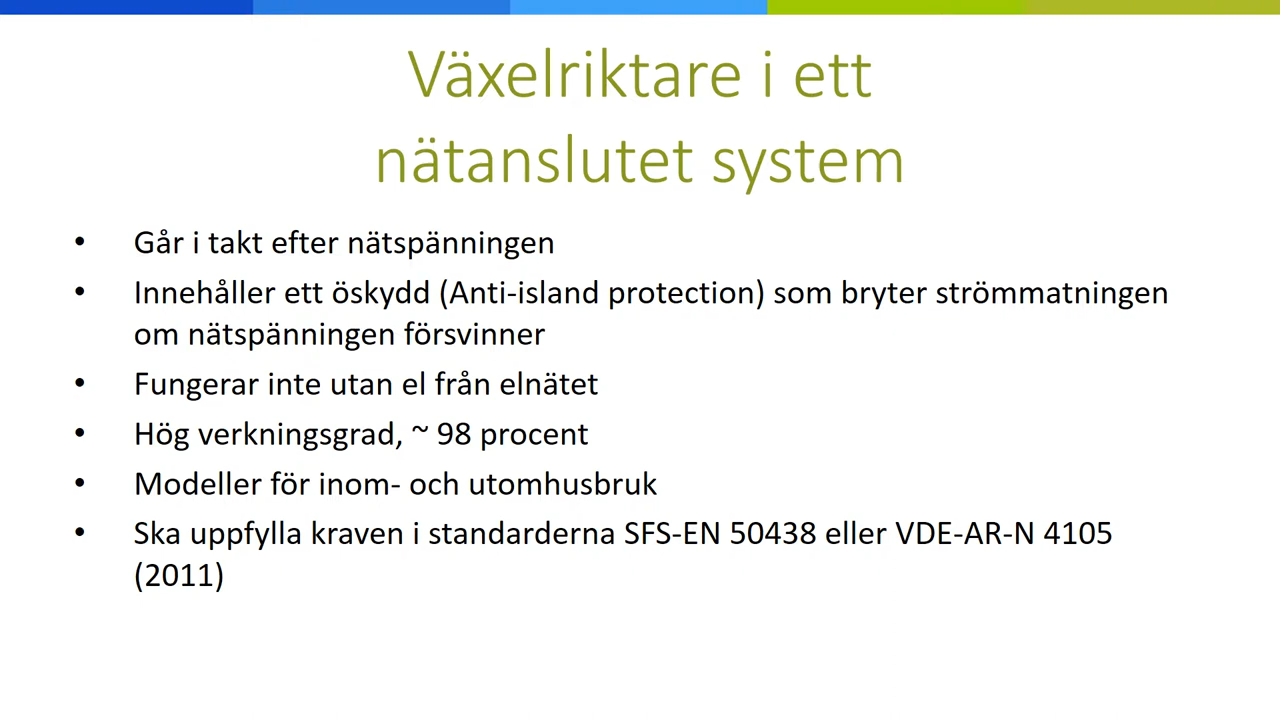 Växelriktare i ett
nätanslutet system
• Går i takt efter nätspänningen
• Innehåller ett öskydd (Anti-island protection) som bryter strömmatningen
om nätspänningen försvinner
• Fungerar inte utan el från elnätet
• Hög verkningsgrad, ~ 98 procent
• Modeller för inom- och utomhusbruk
• Ska uppfylla kraven i standarderna SFS-EN 50438 eller VDE-AR-N 4105
(2011)